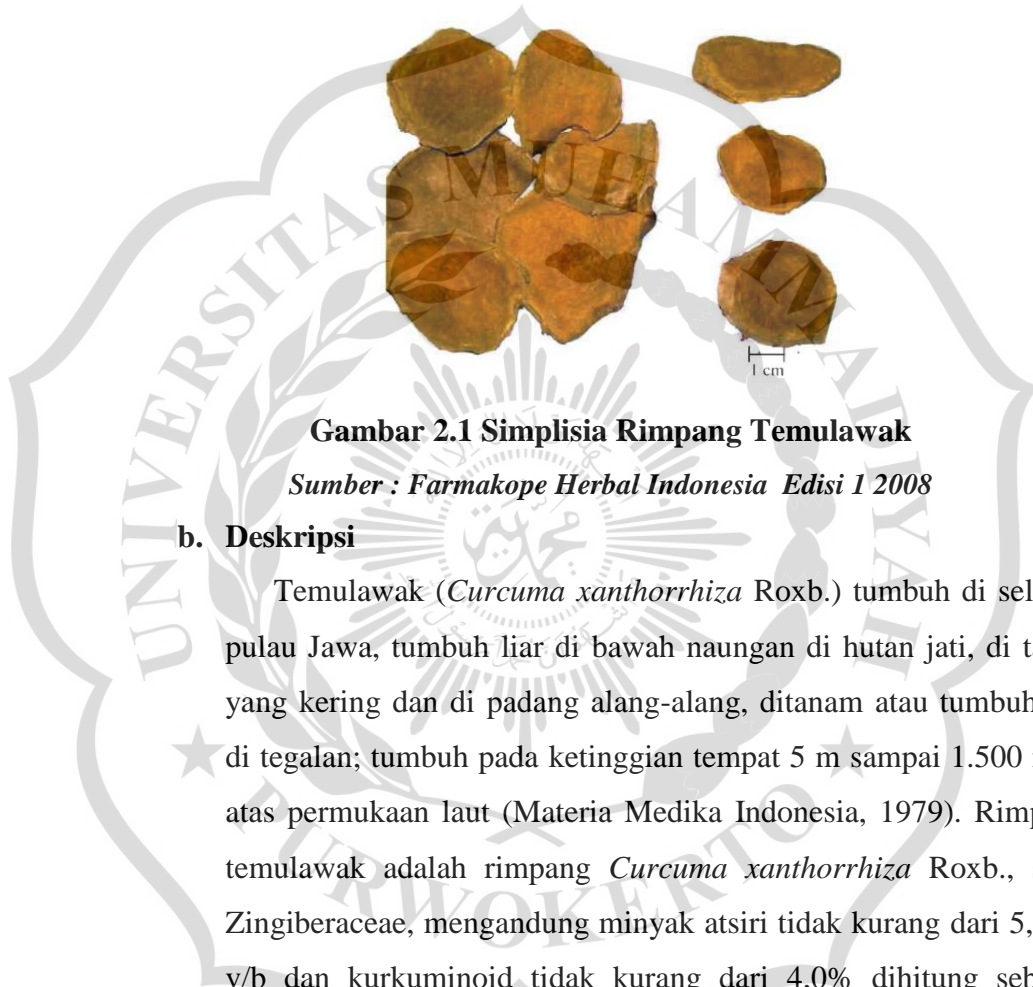 1 cm
Gambar 2.1 Simplisia Rimpang Temulawak
Sumber : Farmakope Herbal Indonesia Edisi 1 2008
b. Deskripsi
Temulawak (Curcuma xanthorrhiza Roxb.) tumbuh di sel
pulau Jawa, tumbuh liar di bawah naungan di hutan jati, di t
yang kering dan di padang alang-alang, ditanam atau tumbuh
di tegalan; tumbuh pada ketinggian tempat 5 m sampai 1.500
atas permukaan laut (Materia Medika Indonesia, 1979). Rimp
temulawak adalah rimpang Curcuma xanthorrhiza Roxb.,
Zingiberaceae, mengandung minyak atsiri tidak kurang dari 5,
v/b dan kurkuminoid tidak kurang dari 4,0% dihitung seb
UNIVERSITAS MUHAMMADIYAH
PURWOKERTO